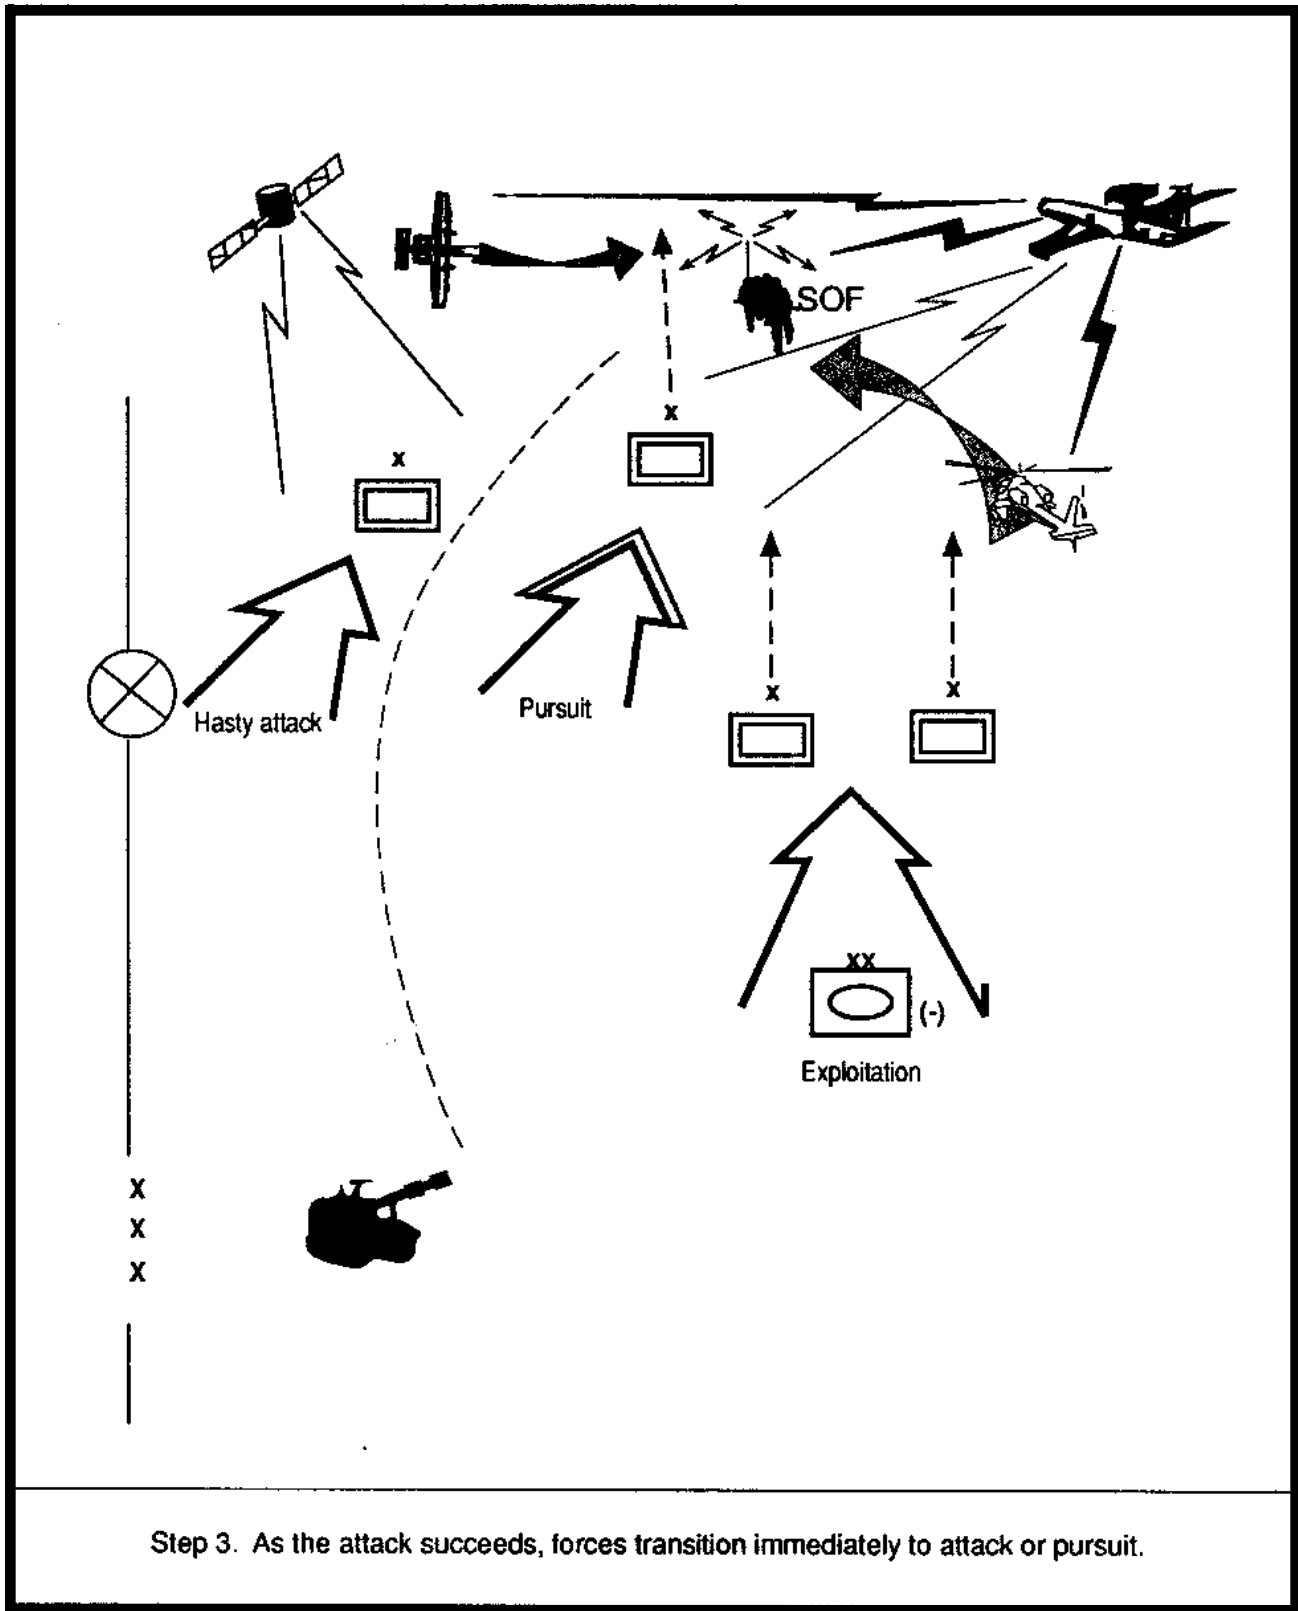 SOF
x
x
Hasty attack
Pursuit
x
x
xx
(-)
Exploitation
X
X
X
Step 3. As the attack succeeds, forces transition immediately to attack or pursuit.